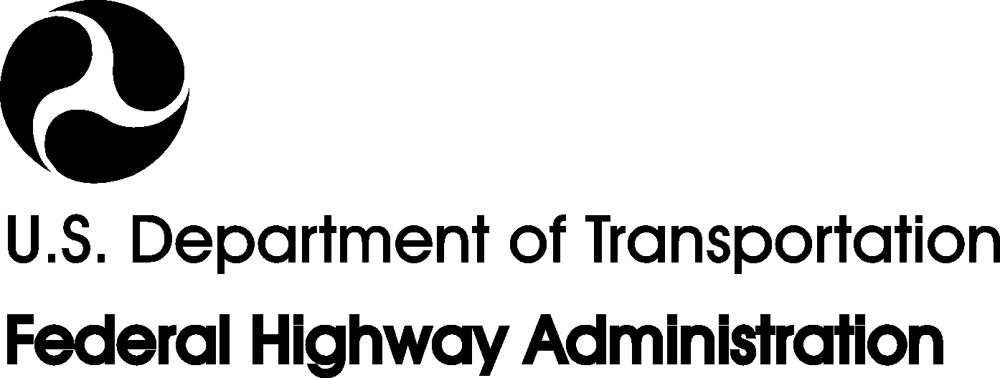 U.S. Department of Transportation
Federal Highway Administration